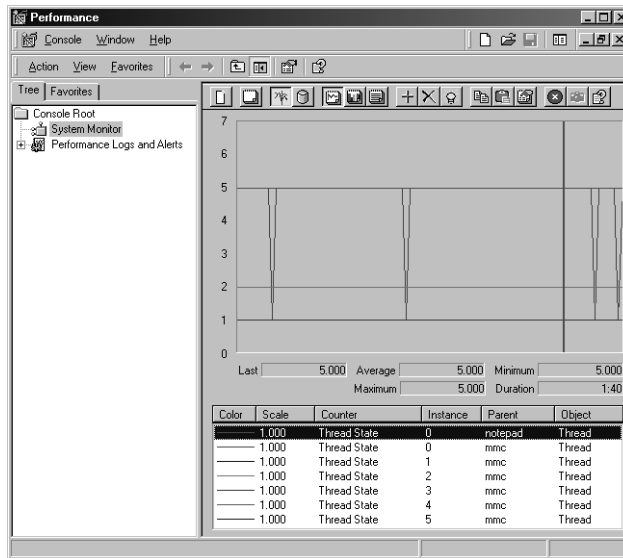 Performance
Console Window Help
Action View Favorites
Tree Favorites
Console Root
System Monitor
Performance Logs and Alerts
7
6
5
4
3
2
1
0
Last 5.000 Average 5.000 Minimum 5.000
Maximum 5.000 Duration 1:40
Color Scale Counter Instance Parent Object
1.000 Thread State 0 notepad Thread
1.000 Thread State 0 mmc Thread
1.000 Thread State 1 mmc Thread
1.000 Thread State 2 mmc Thread
1.000 Thread State 3 mmc Thread
1.000 Thread State 4 mmc Thread
1.000 Thread State 5 mmc Thread